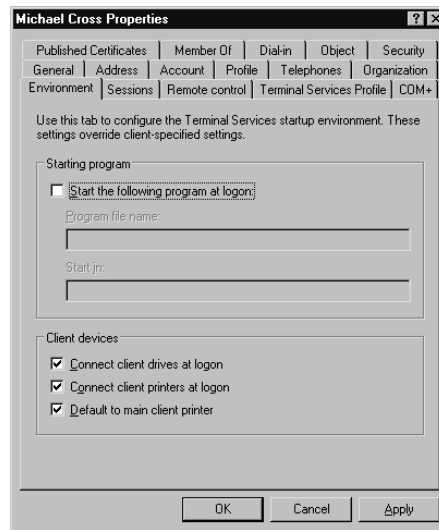 Michael Cross Properties
Published Certificates Member Of Dial-in Object Security
General Address Account Profile Telephones Organization
Environment Sessions Remote control Terminal Services Profile COM+
Use this tab to configure the Terminal Services startup environment. These
settings override client-specified settings.
Starting program
Start the following program at logon:
Program file name:
Start in:
Client devices
Connect client drives at logon
Connect client printers at logon
Default to main client printer
OK Cancel Apply